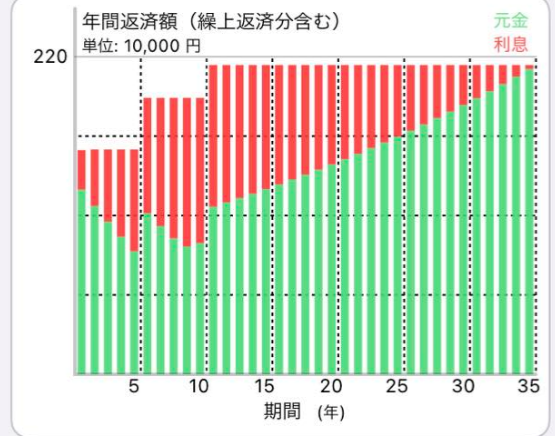 年間返済額（繰上返済分含む）
元金
単位: 10,000 円
利息
220
5 10 15 20 25 30 35
期間 (年)